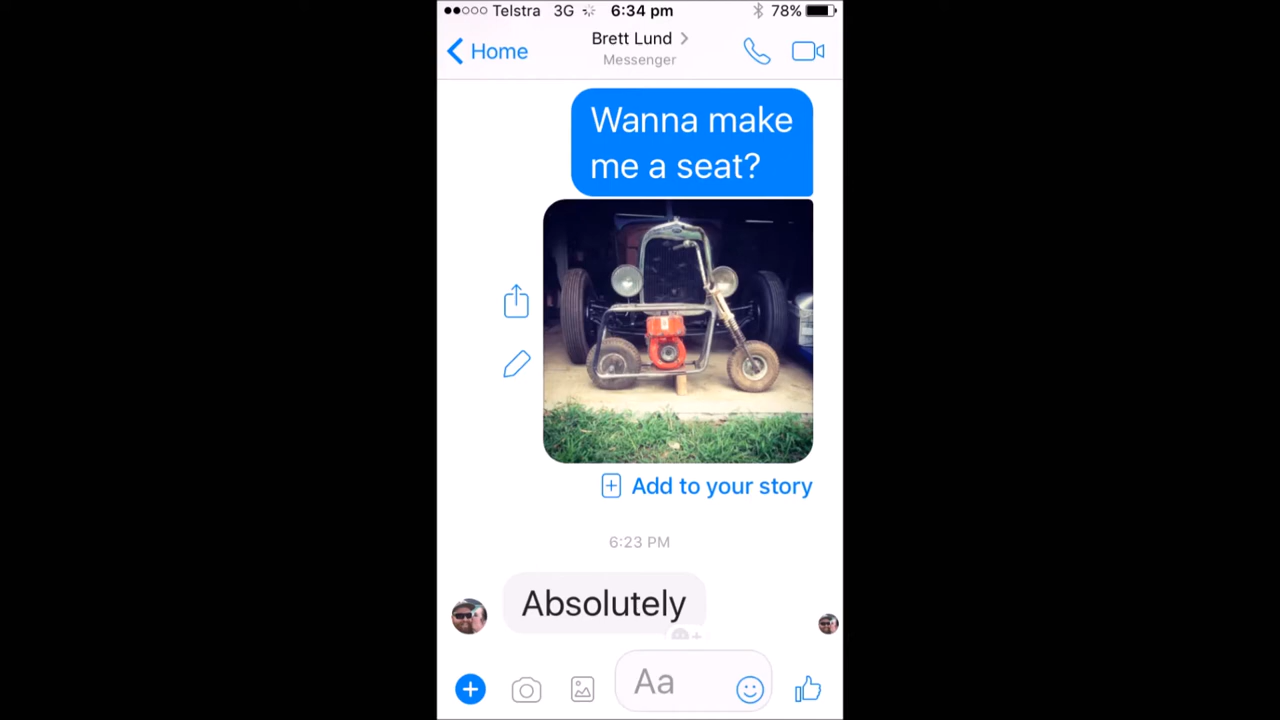 Telstra 3G 6:34 pm 78%
Home
Brett Lund
Messenger
Wanna make
me a seat?
Add to your story
6:23 PM
Absolutely
Aa